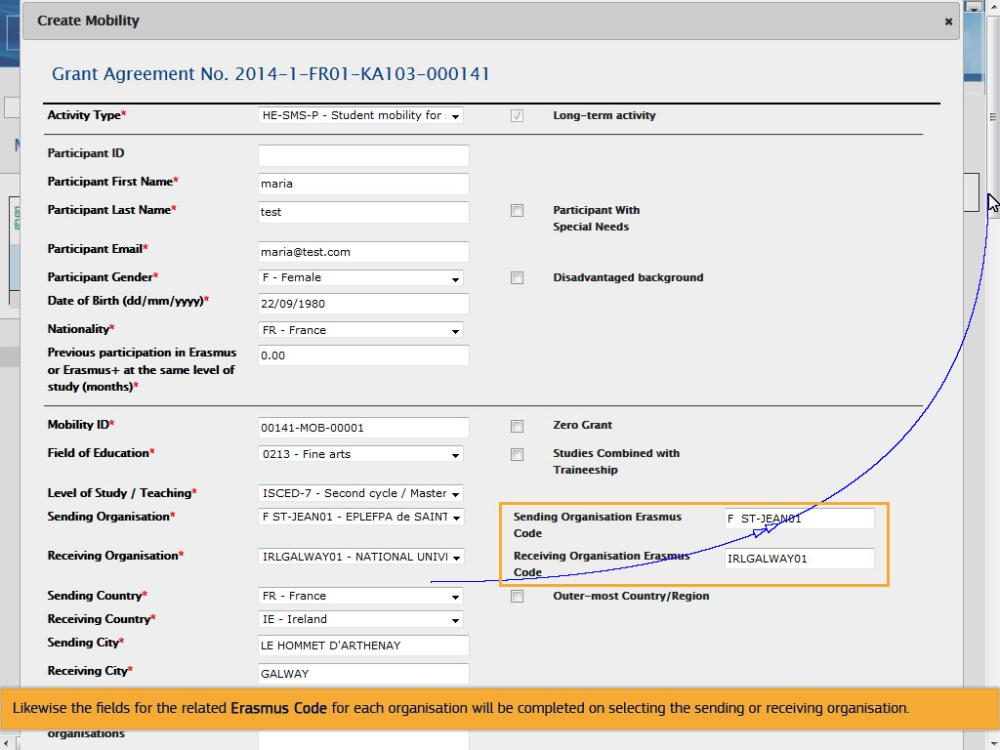 Create Mobility
Grant Agreement No. 2014-1-FR01-KA103-000141
Activity Type* HE-SMS-P - Student mobility for Long-term activity
Participant ID
Participant First Name* maria
Participant Last Name* test Participant With
Special Needs
Participant Email* maria@test.com
Participant Gender* F - Female Disadvantaged background
Date of Birth (dd/mm/yyyy)* 22/09/1980
Nationality* FR - France
Previous participation in Erasmus 0.00
or Erasmus+ at the same level of
study (months)*
Mobility ID* 00141-MOB-00001 Zero Grant
Field of Education* 0213 - Fine arts Studies Combined with
Traineeship
Level of Study / Teaching* ISCED-7 - Second cycle / Master
Sending Organisation* F ST-JEAN01 - EPLEFPA de SAINT Sending Organisation Erasmus F ST-JEAN01
Code
Receiving Organisation* IRLGALWAY01 - NATIONAL UNIVI Receiving Organisation Erasmus IRLGALWAY01
Code
Sending Country* FR - France Outer-most Country/Region
Receiving Country* IE - Ireland
Sending City* LE HOMMET D'ARTHENAY
Receiving City* GALWAY
Likewise the fields for the related Erasmus Code for each organisation will be completed on selecting the sending or receiving organisation.
organisations